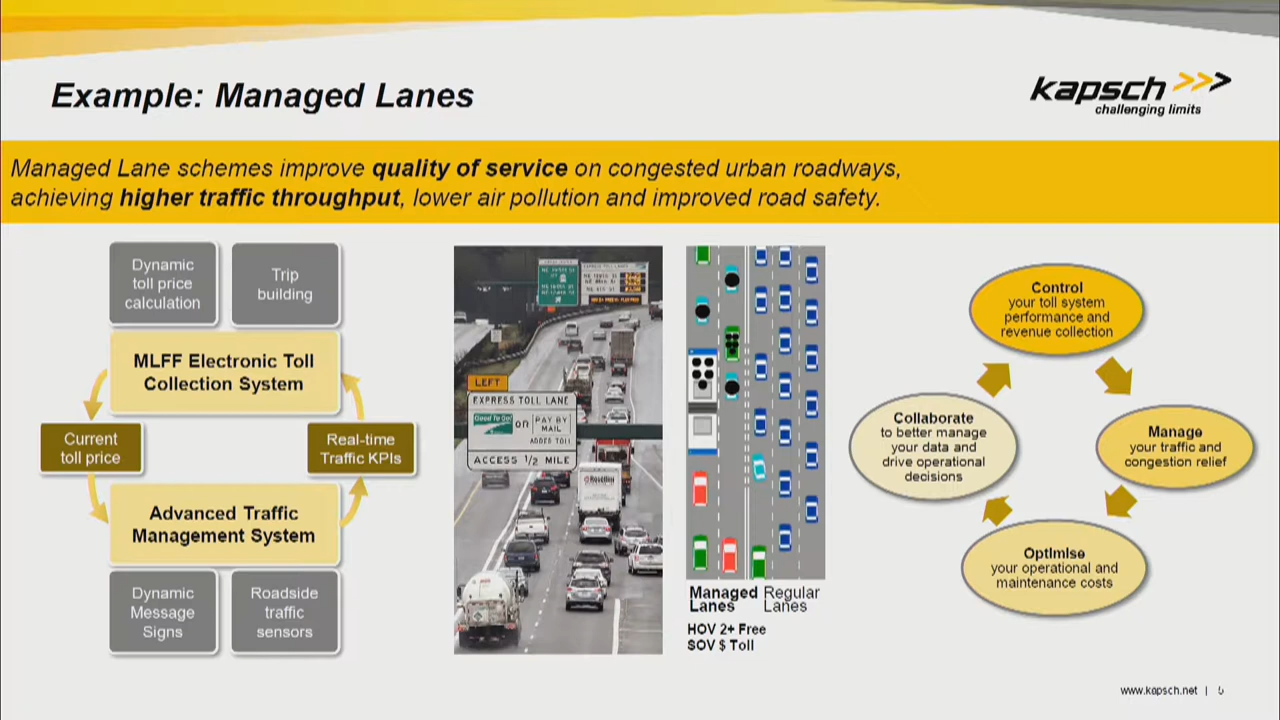 Example: Managed Lanes
kapsch >>>
challenging limits
Managed Lane schemes improve quality of service on congested urban roadways,
achieving higher traffic throughput, lower air pollution and improved road safety.
Dynamic
toll price
calculation
Trip
building
MLFF Electronic Toll
Collection System
Current
toll price
Real-time
Traffic KPIs
Advanced Traffic
Management System
Dynamic
Message
Signs
Roadside
traffic
sensors
LEFT
EXPRESS TOLL LANE
Good To Go!
or
PAY BY
MAIL
ADDED TOLL
ACCESS 1/2 MILE
Managed
Lanes
Regular
Lanes
HOV 2+ Free
SOV $ Toll
Control
your toll system
performance and
revenue collection
Collaborate
to better manage
your data and
drive operational
decisions
Manage
your traffic and
congestion relief
Optimise
your operational and
maintenance costs
www.kapsch.net |